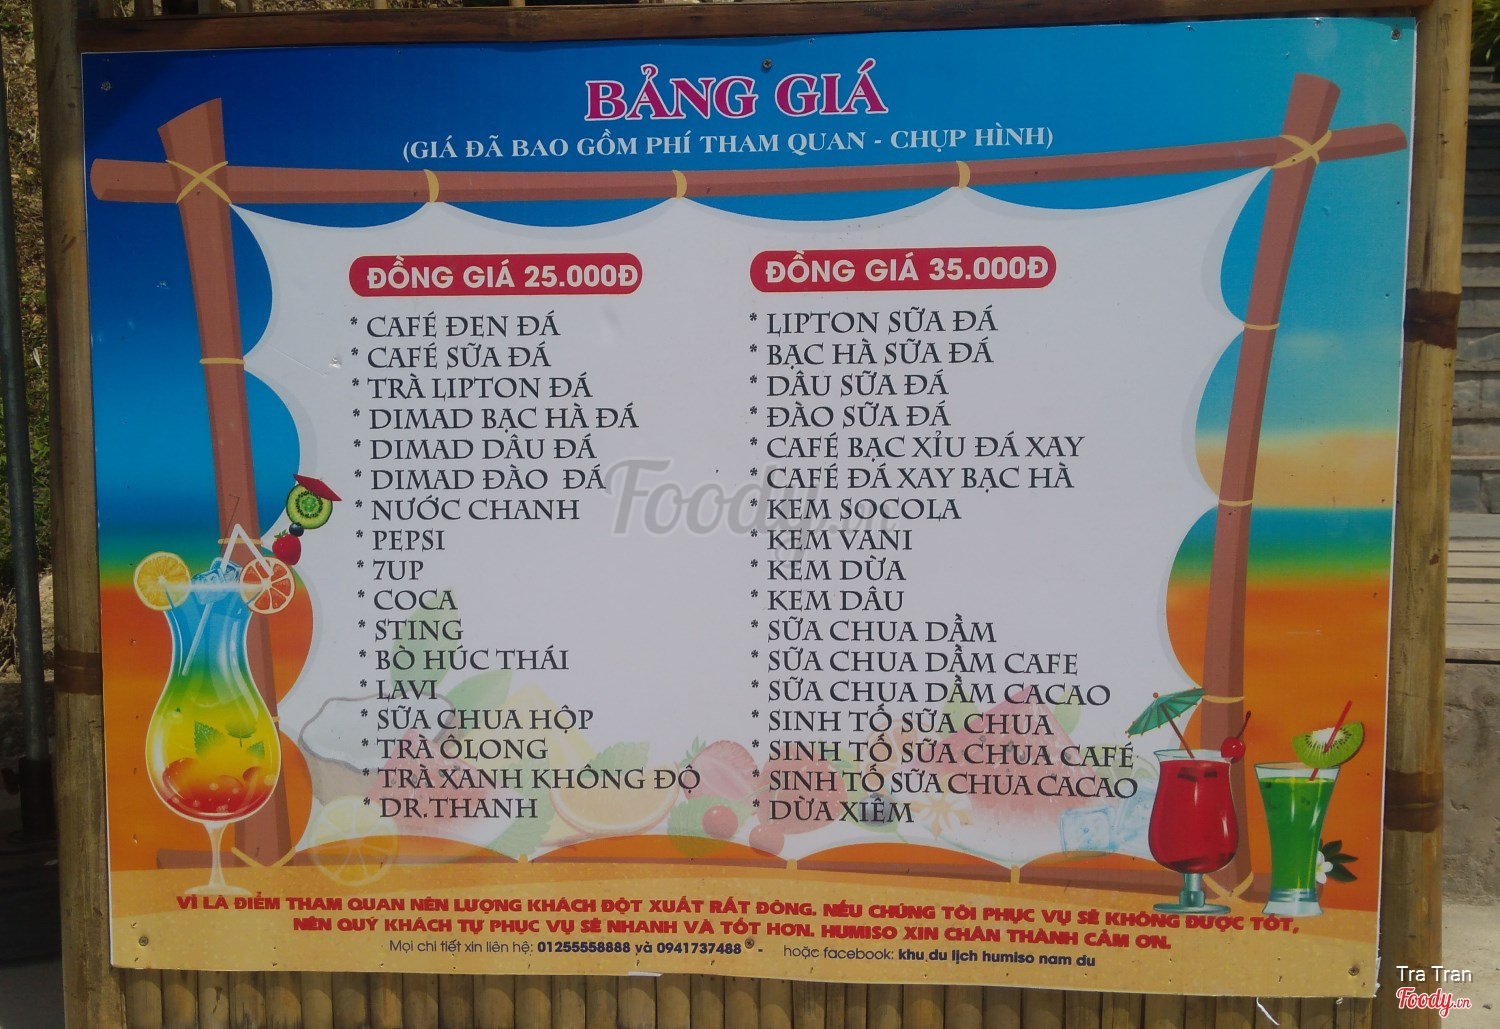 BẢNG GIÁ
(GIÁ ĐÃ BAO GỒM PHÍ THAM QUAN - CHỤP HÌNH)
ĐỒNG GIÁ 25.000Đ
* CAFÉ ĐEN ĐÁ
* CAFÉ SỮA ĐÁ
* TRÀ LIPTON ĐÁ
* DIMAD BẠC HÀ ĐÁ
* DIMAD DÂU ĐÁ
* DIMAD ĐÀO ĐÁ
* NƯỚC CHANH
* PEPSI
* 7UP
* COCA
* STING
* BÒ HÚC THÁI
* LAVI
* SỮA CHUA HỘP
* TRÀ ÔLONG
* TRÀ XANH KHÔNG ĐỘ
* DR.THANH
ĐỒNG GIÁ 35.000Đ
* LIPTON SỮA ĐÁ
* BẠC HÀ SỮA ĐÁ
* DÂU SỮA ĐÁ
* ĐÀO SỮA ĐÁ
* CAFÉ BẠC XỈU ĐÁ XAY
* CAFÉ ĐÁ XAY BẠC HÀ
* KEM SOCOLA
* KEM VANI
* KEM DỪA
* KEM DÂU
* SỮA CHUA DẦM
* SỮA CHUA DẦM CAFE
* SỮA CHUA DẦM CACAO
* SINH TỐ SỮA CHUA
* SINH TỐ SỮA CHUA CAFÉ
* SINH TỐ SỮA CHUA CACAO
* DỪA XIÊM
Foody.vn
VÌ LÀ ĐIỂM THAM QUAN NÊN LƯỢNG KHÁCH ĐỘT XUẤT RẤT ĐÔNG. NẾU CHÚNG TÔI PHỤC VỤ SẼ KHÔNG ĐƯỢC TỐT,
NÊN QUÝ KHÁCH TỰ PHỤC VỤ SẼ NHANH VÀ TỐT HƠN. HUMISO XIN CHÂN THÀNH CẢM ƠN.
Mọi chi tiết xin liên hệ: 01255558888 và 0941737488 - hoặc facebook: khu du lịch humiso nam du
Tra Tran
Foody.vn